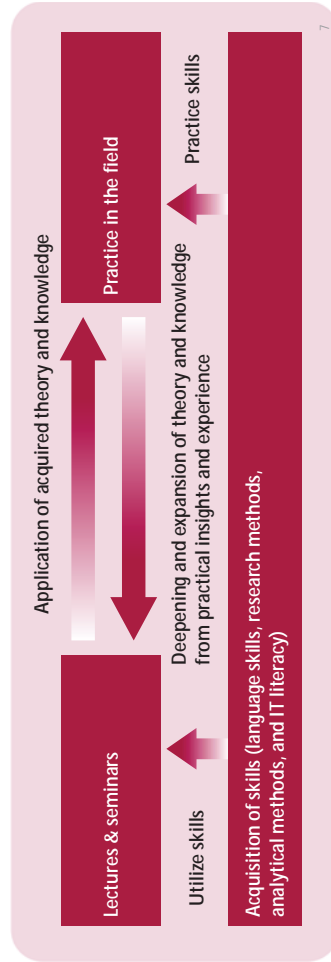 Application of acquired theory and knowledge
Lectures & seminars
Practice in the field
Deepening and expansion of theory and knowledge
from practical insights and experience
Utilize skills
Practice skills
Acquisition of skills (language skills, research methods,
analytical methods, and IT literacy)
7